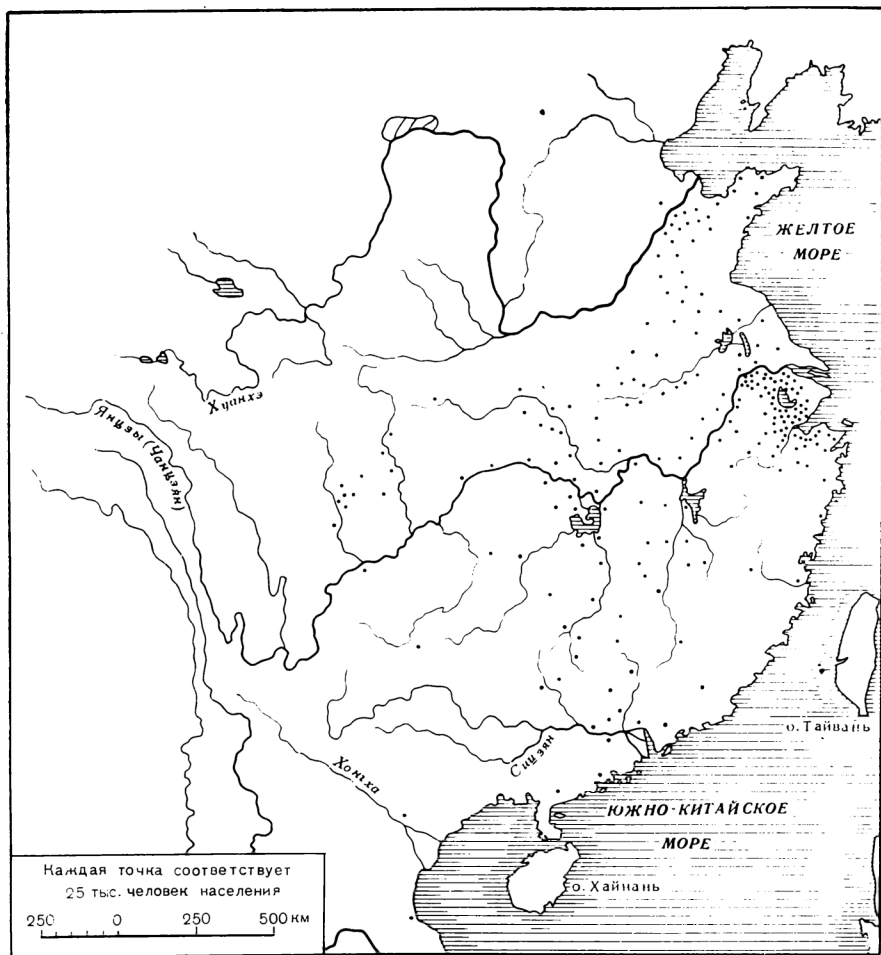 ЖЕЛТОЕ
МОРЕ
Хуанхэ
Янцзы (Чанцзян)
о. Тайвань
Сицзян
Хонгха
ЮЖНО-КИТАЙСКОЕ
МОРЕ
о. Хайнань
Каждая точка соответствует
25 тыс. человек населения
250 0 250 500 км